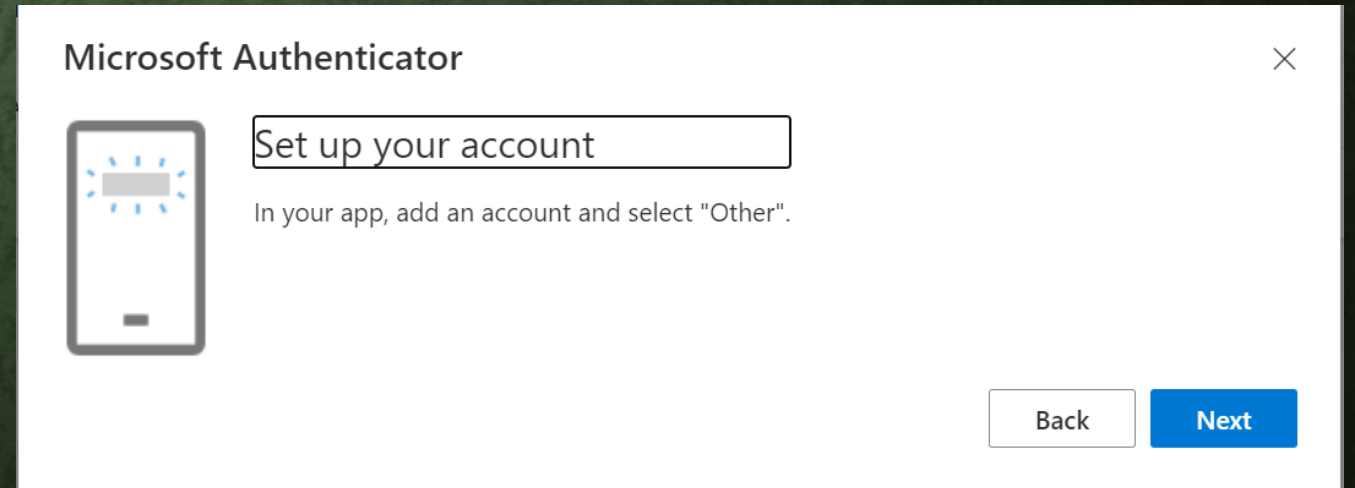 Microsoft Authenticator
Set up your account
In your app, add an account and select "Other".
Back
Next